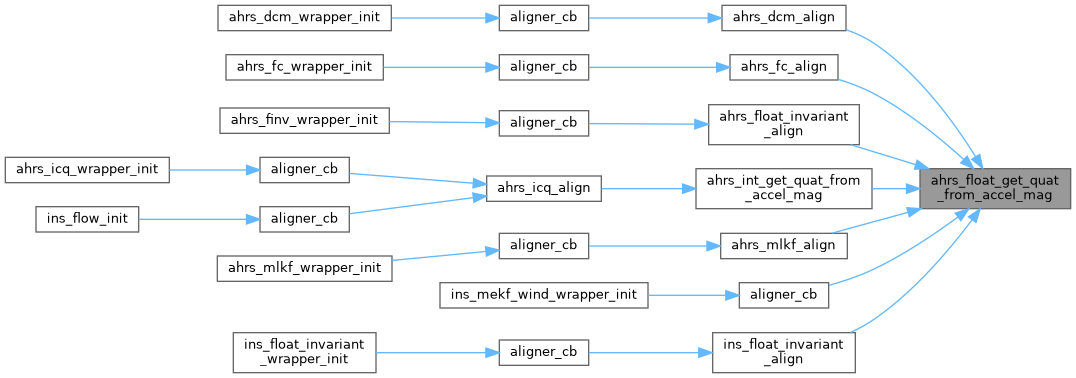 ahrs_dcm_wrapper_init
aligner_cb
ahrs_dcm_align
ahrs_fc_wrapper_init
aligner_cb
ahrs_fc_align
ahrs_finv_wrapper_init
aligner_cb
ahrs_float_invariant
_align
ahrs_icq_wrapper_init
aligner_cb
ahrs_icq_align
ahrs_int_get_quat_from
_accel_mag
ahrs_float_get_quat
_from_accel_mag
ins_flow_init
aligner_cb
ahrs_mlkf_wrapper_init
aligner_cb
ahrs_mlkf_align
ins_mekf_wind_wrapper_init
aligner_cb
ins_float_invariant
_wrapper_init
aligner_cb
ins_float_invariant
_align